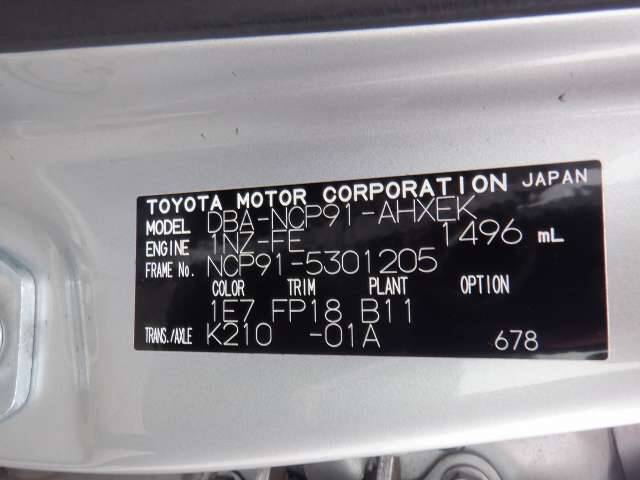 TOYOTA MOTOR CORPORATION JAPAN
MODEL DBA-NCP91-AHXEK
ENGINE 1NZ-FE 1496 mL
FRAME No. NCP91-5301205
COLOR TRIM PLANT OPTION
1E7 FP18 B11
TRANS./AXLE K210 -01A 678